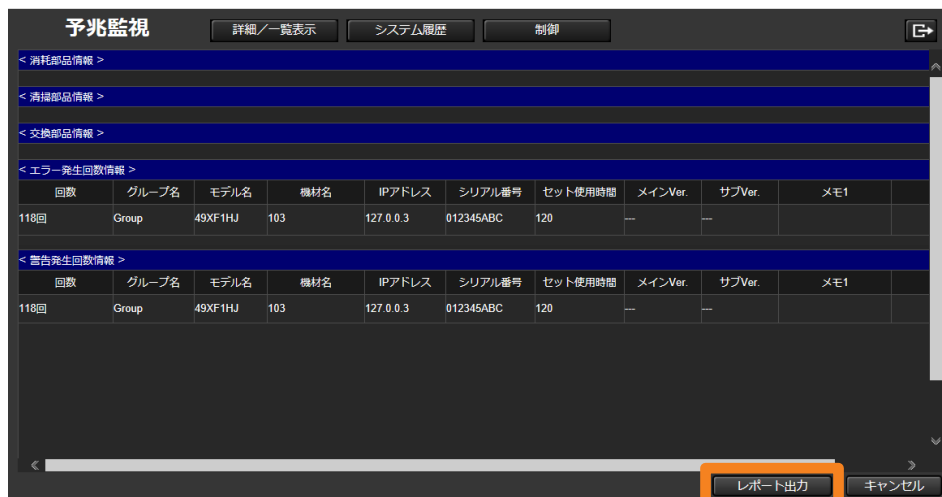 予兆監視 詳細／一覧表示 システム履歴 制御
< 消耗部品情報 >
< 清掃部品情報 >
< 交換部品情報 >
< エラー発生回数情報 >
回数 グループ名 モデル名 機材名 IPアドレス シリアル番号 セット使用時間 メインVer. サブVer. メモ1
118回 Group 49XF1HJ 103 127.0.0.3 012345ABC 120 --- ---
< 警告発生回数情報 >
回数 グループ名 モデル名 機材名 IPアドレス シリアル番号 セット使用時間 メインVer. サブVer. メモ1
118回 Group 49XF1HJ 103 127.0.0.3 012345ABC 120 --- ---
レポート出力 キャンセル